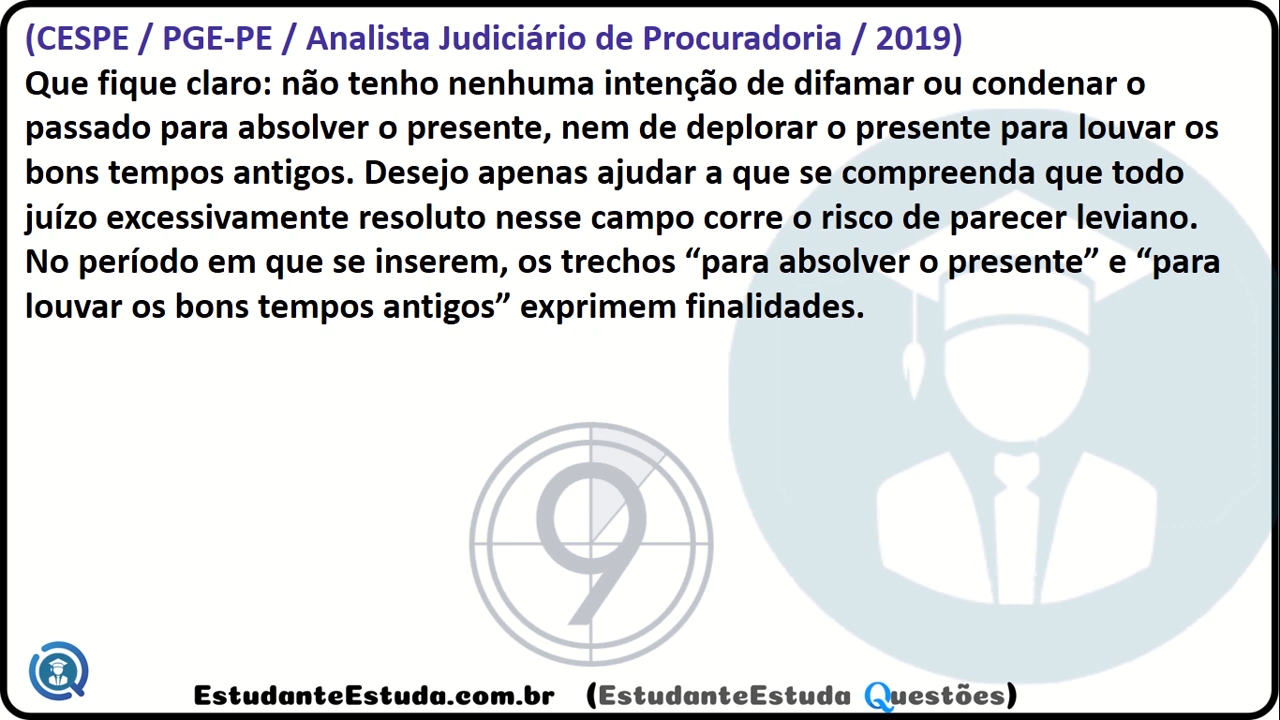 (CESPE / PGE-PE / Analista Judiciário de Procuradoria / 2019)
Que fique claro: não tenho nenhuma intenção de difamar ou condenar o
passado para absolver o presente, nem de deplorar o presente para louvar os
bons tempos antigos. Desejo apenas ajudar a que se compreenda que todo
juízo excessivamente resoluto nesse campo corre o risco de parecer leviano.
No período em que se inserem, os trechos “para absolver o presente” e “para
louvar os bons tempos antigos” exprimem finalidades.
9
EstudanteEstuda.com.br (EstudanteEstuda Questões)